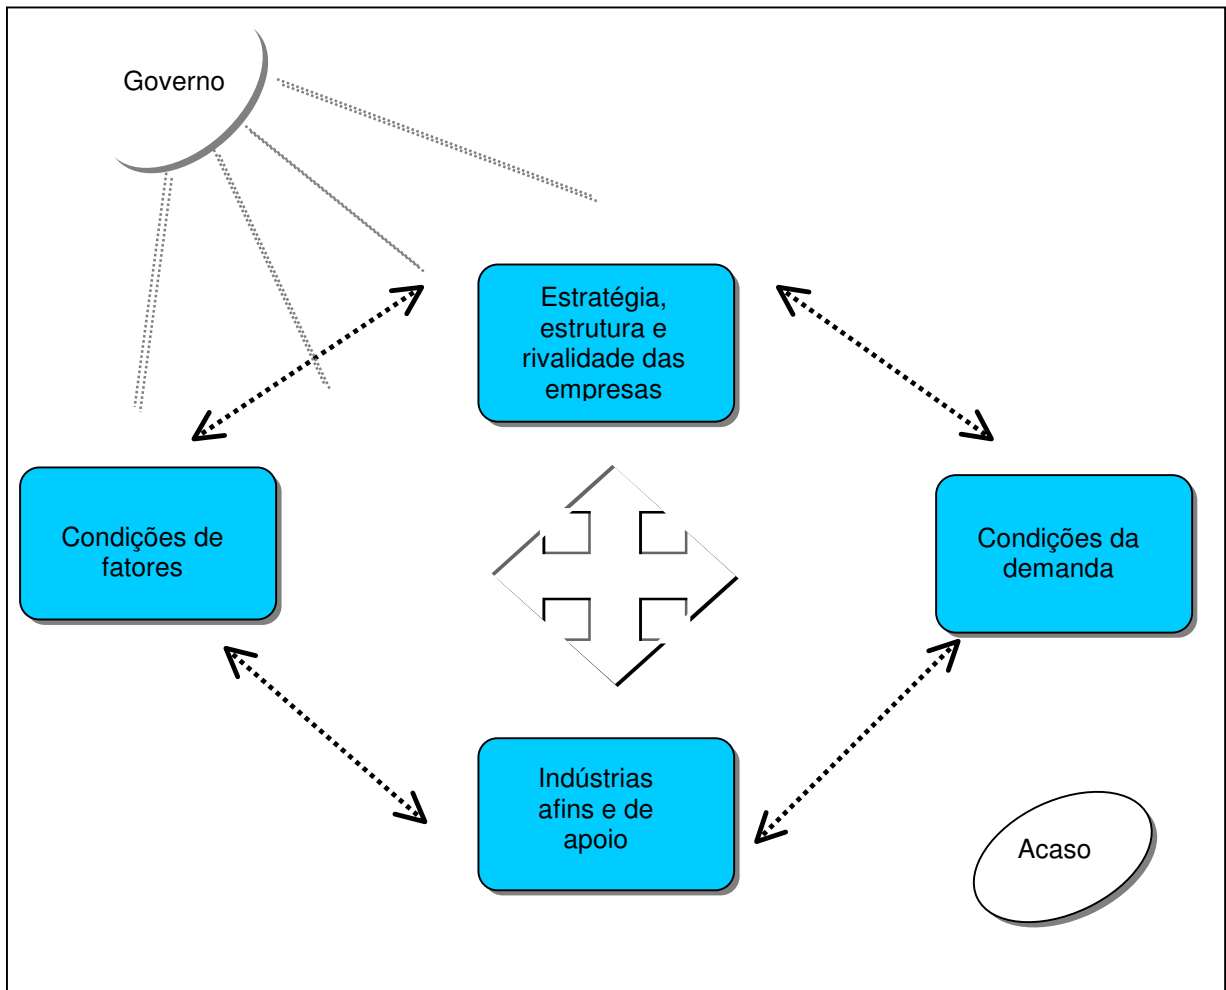 Governo
Estratégia,
estrutura e
rivalidade das
empresas
Condições de
fatores
Condições da
demanda
Indústrias
afins e de
apoio
Acaso